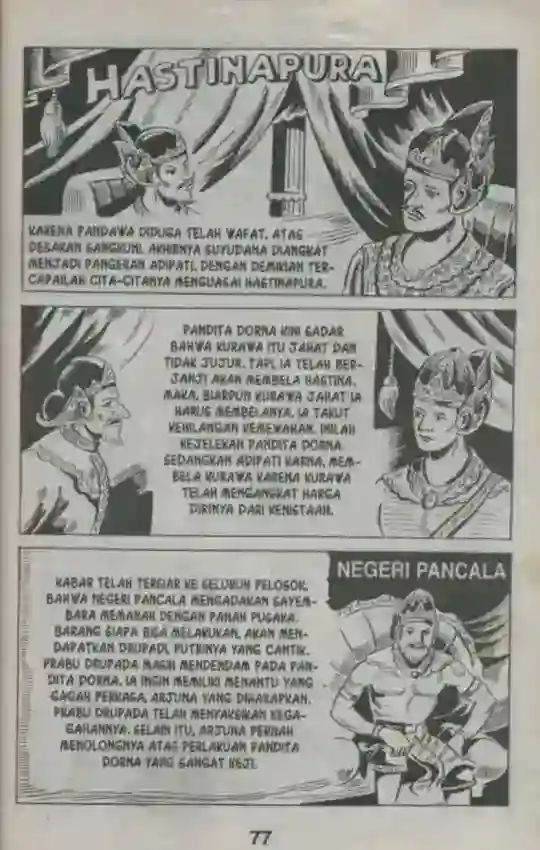 HASTINAPURA
KARENA PANDAWA DIDUGA TELAH WAFAT, ATAS
DESAKAN SANGKUNI, AKHIRNYA SUYUDANA DIANGKAT
MENJADI PANGERAN ADIPATI. DENGAN DEMIKIAN TER-
CAPAILAH CITA-CITANYA MENGUASAI HASTINAPURA.
PANDITA DORNA KINI SADAR
BAHWA KURAWA ITU JAHAT DAN
TIDAK JUJUR. TAPI, IA TELAH BER-
JANJI AKAN MEMBELA HASTINA.
MAKA, BIARPUN KURAWA JAHAT IA
HARUS MEMBELANYA. IA TAKUT
KEHILANGAN KEMEWAHAN. INILAH
KEJELEKAN PANDITA DORNA.
SEDANGKAN ADIPATI KARNA, MEM-
BELA KURAWA KARENA KURAWA
TELAH MENGANGKAT HARGA
DIRINYA DARI KENISTAAN.
NEGERI PANCALA
KABAR TELAH TERSIAR KE SELURUH PELOSOK,
BAHWA NEGERI PANCALA MENGADAKAN SAYEM-
BARA MEMANAH DENGAN PANAH PUSAKA.
BARANG SIAPA BISA MELAKUKAN, AKAN MEN-
DAPATKAN DRUPADI, PUTRINYA YANG CANTIK.
PRABU DRUPADA MASIH MENDENDAM PADA PAN-
DITA DORNA. IA INGIN MEMILIKI MENANTU YANG
GAGAH PERKASA, ARJUNA YANG DIHARAPKAN.
PRABU DRUPADA TELAH MENYAKSIKAN KEGA-
GAHANNYA. SELAIN ITU, ARJUNA PERNAH
MENOLONGNYA ATAS PERLAKUAN PANDITA
DORNA YANG SANGAT KEJI.
77